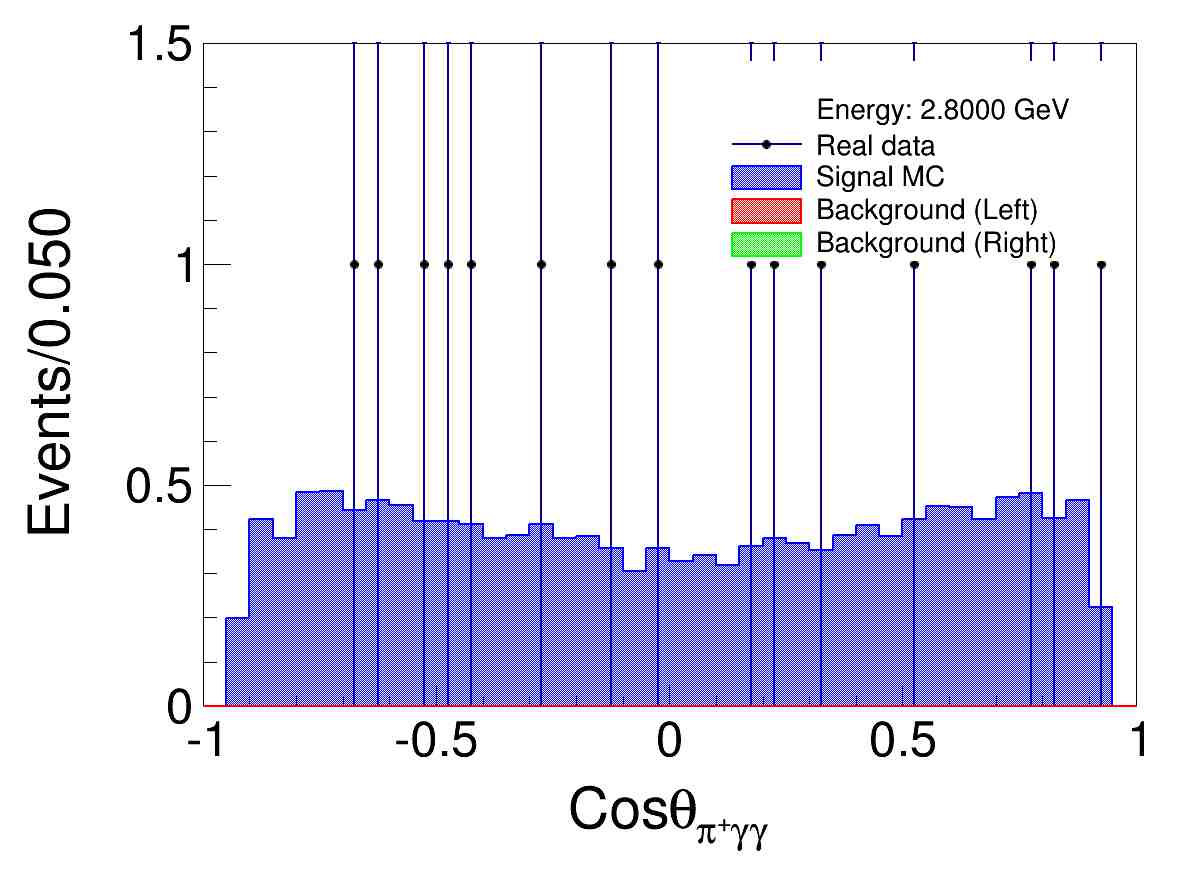 1.5
1
0.5
0
Events/0.050
Energy: 2.8000 GeV
Real data
Signal MC
Background (Left)
Background (Right)
-1 -0.5 0 0.5 1
Cosθπ⁺γγ